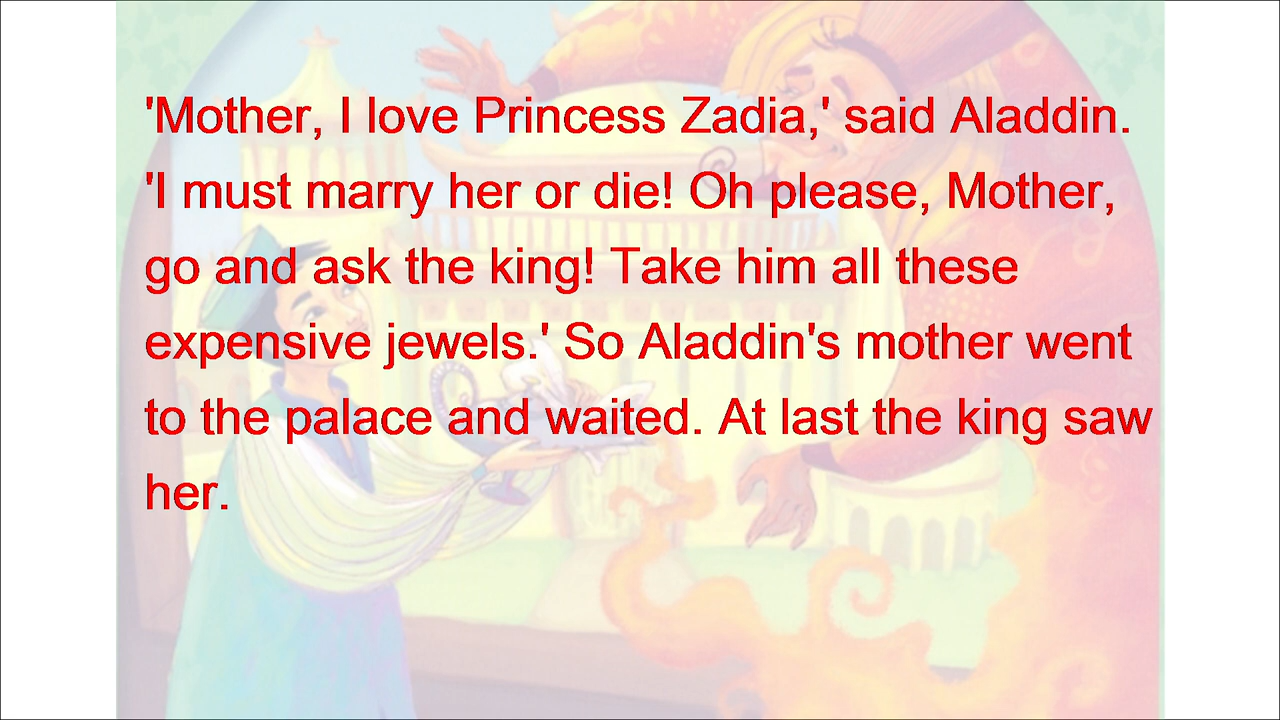 'Mother, I love Princess Zadia,' said Aladdin.
'I must marry her or die! Oh please, Mother,
go and ask the king! Take him all these
expensive jewels.' So Aladdin's mother went
to the palace and waited. At last the king saw
her.